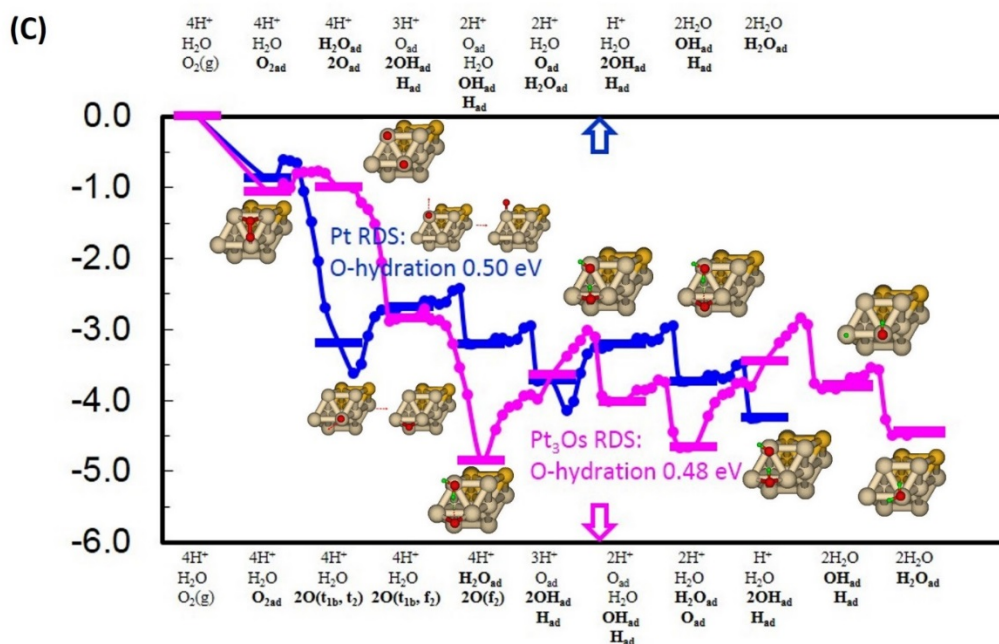 (C)
4H⁺ 4H⁺ 4H⁺ 3H⁺ 2H⁺ 2H⁺ H⁺ 2H₂O 2H₂O
H₂O H₂O H₂Oad Oad Oad H₂O H₂O OHad H₂Oad
O₂(g) O₂ad 2Oad 2OHad H₂O Oad 2OHad Had
Had OHad H₂Oad Had
Had
0.0
-1.0
-2.0
-3.0
-4.0
-5.0
-6.0
Pt RDS:
O-hydration 0.50 eV
Pt₃Os RDS:
O-hydration 0.48 eV
4H⁺ 4H⁺ 4H⁺ 4H⁺ 4H⁺ 3H⁺ 2H⁺ 2H⁺ H⁺ 2H₂O 2H₂O
H₂O H₂O H₂O H₂O H₂Oad Oad Oad H₂O H₂O OHad H₂Oad
O₂(g) O₂ad 2O(t₁b, t₂) 2O(t₁b, f₂) 2O(f₂) 2OHad H₂O H₂Oad 2OHad Had
Had OHad Oad Had
Had